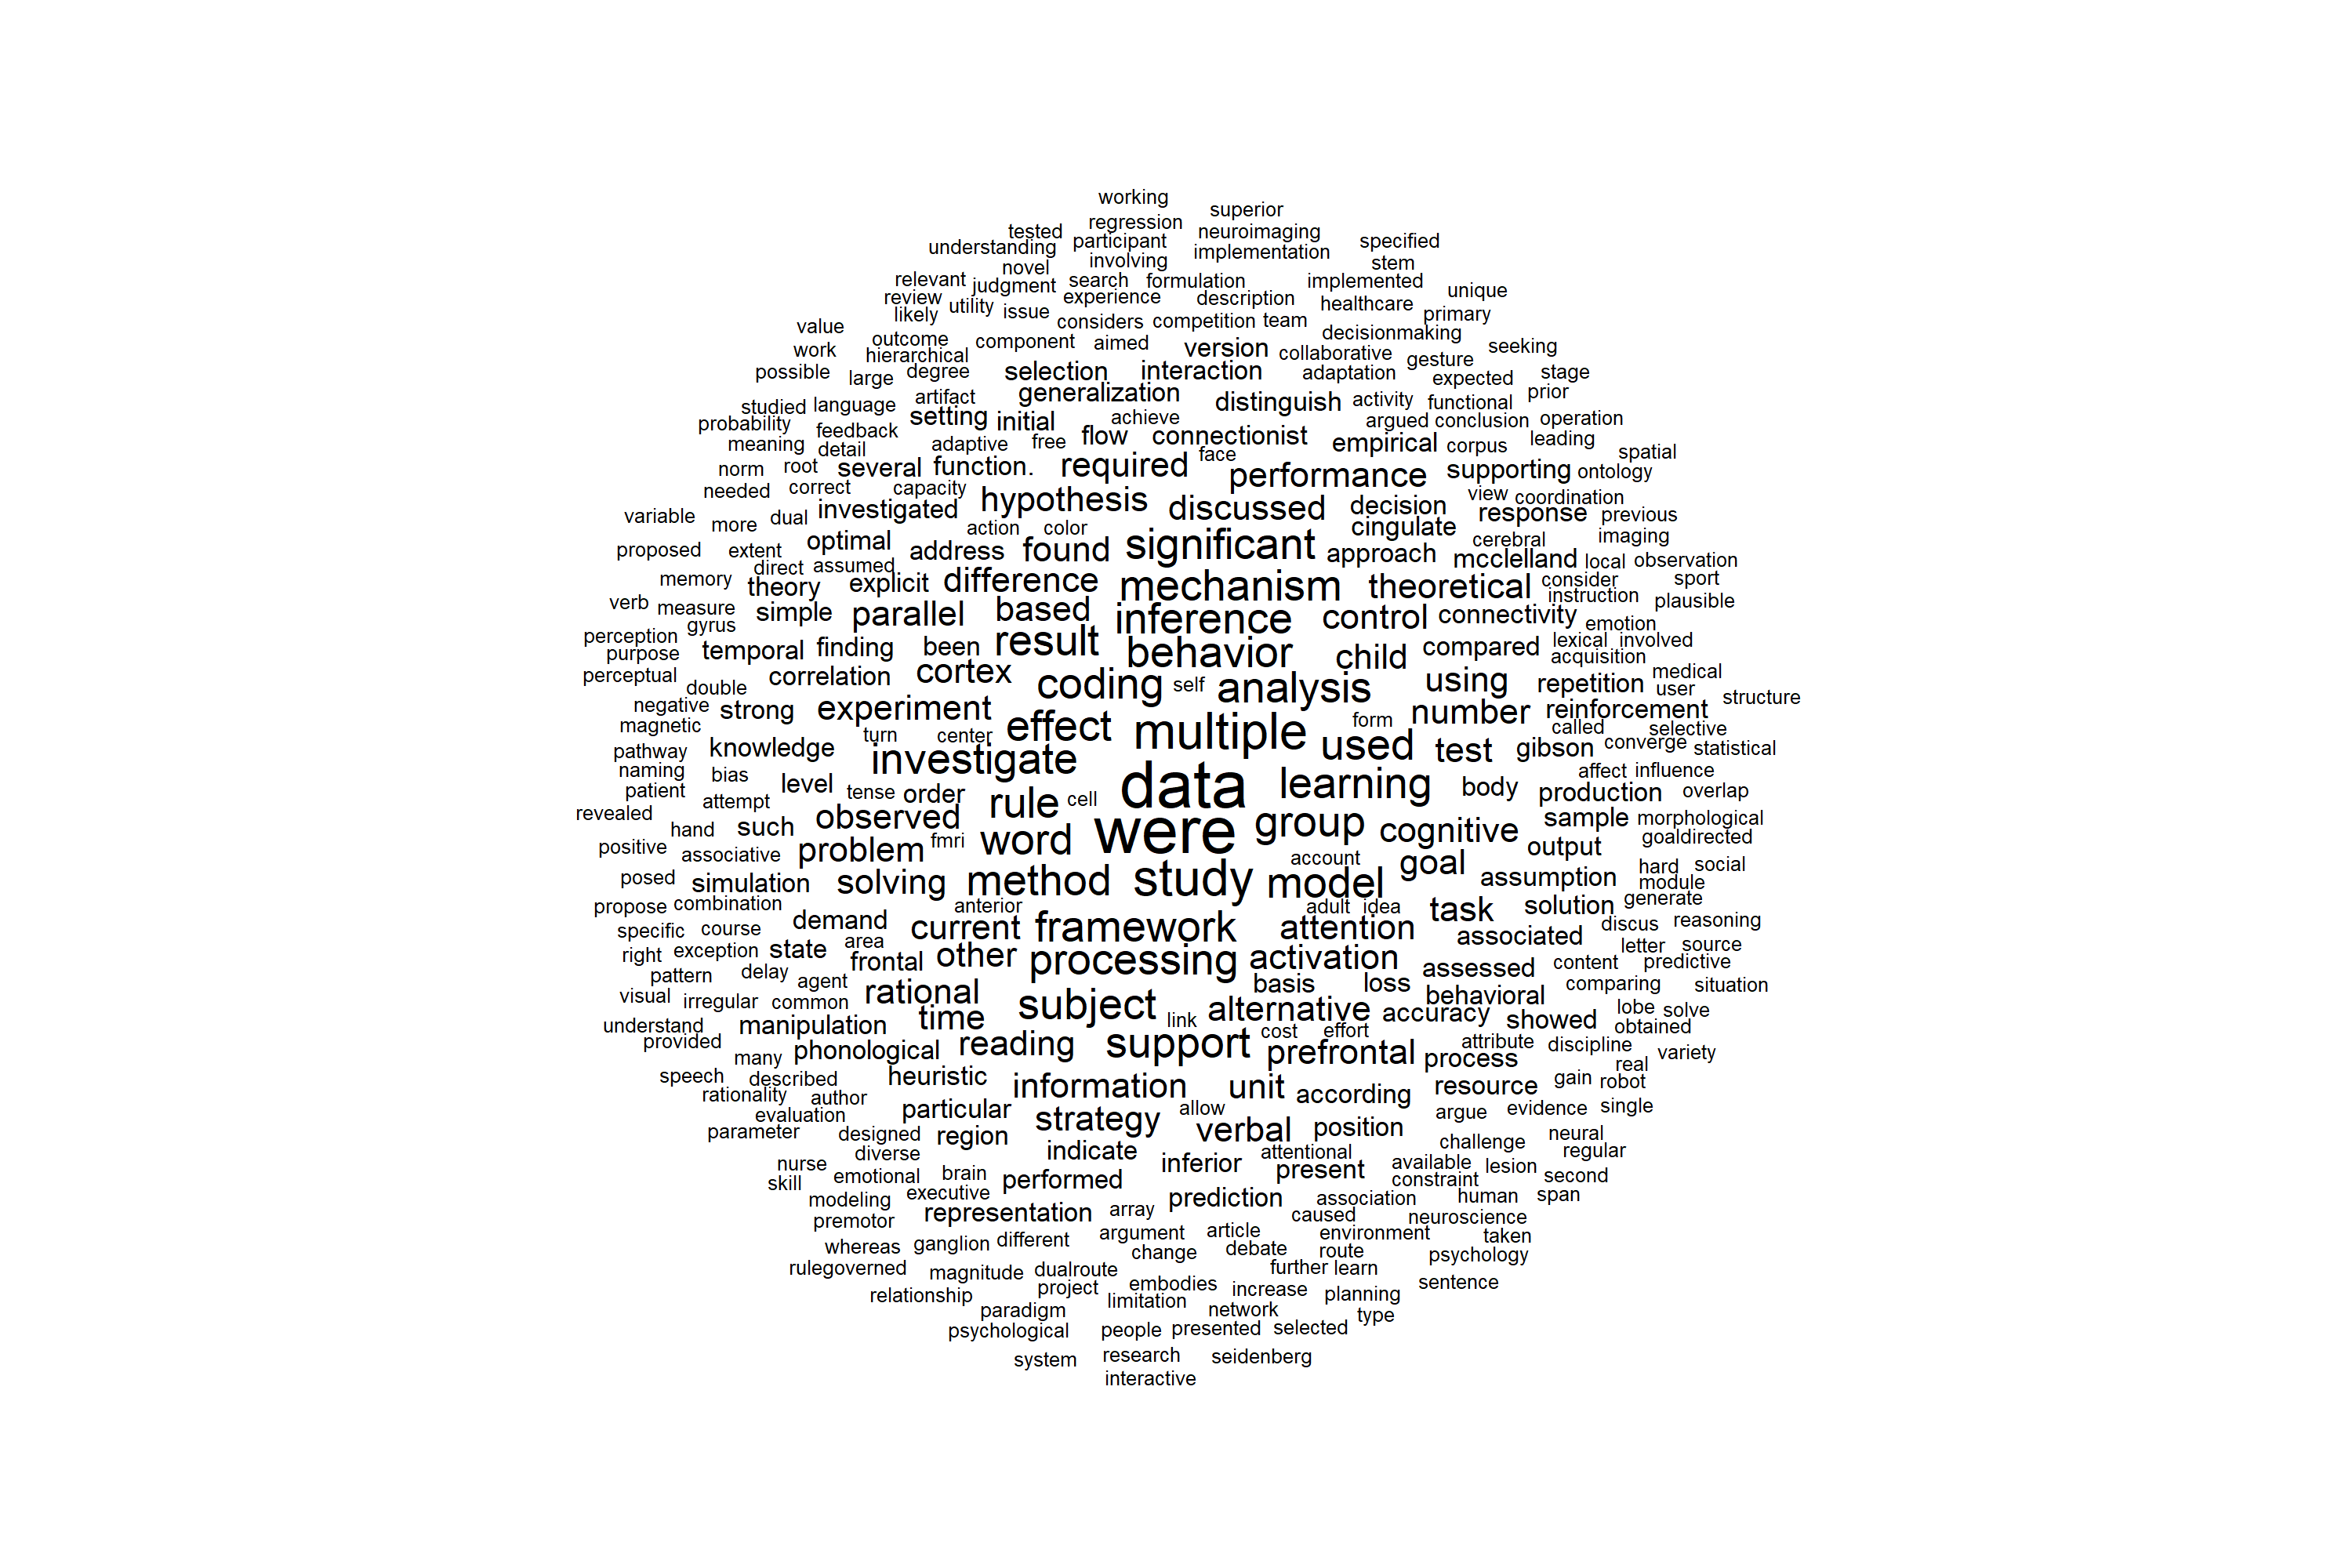 working
superior
regression
tested participant neuroimaging
understanding involving implementation specified
novel stem
relevant judgment search formulation implemented
review utility issue experience description healthcare unique
likely considers competition team primary
value outcome component aimed decisionmaking
work hierarchical version collaborative gesture seeking
possible large degree selection interaction adaptation expected stage
studied language artifact generalization distinguish activity functional prior
probability feedback setting initial achieve argued conclusion operation
meaning detail adaptive free flow connectionist empirical corpus leading
norm root several function. required face performance supporting ontology spatial
needed correct capacity hypothesis discussed decision view coordination
variable more dual investigated action color cingulate response previous
proposed extent optimal address found significant approach cerebral imaging
direct assumed mcclelland local observation
memory theory explicit difference mechanism theoretical consider sport
verb measure simple parallel based inference control connectivity instruction plausible
perception gyrus emotion
purpose temporal finding been result behavior child compared lexical involved
perceptual correlation cortex acquisition
double coding self analysis using repetition medical user
negative strong experiment number reinforcement structure
magnetic turn center effect multiple form used called selective
pathway knowledge investigate test gibson converge statistical
naming bias level data learning body affect influence
patient attempt tense order rule cell production overlap
revealed hand such observed were group cognitive sample morphological
positive associative problem fmri word account output goaldirected
posed simulation solving method study model goal assumption hard social
module
propose combination anterior adult idea task solution generate
specific course demand current framework attention associated discus reasoning
right exception state area frontal other processing activation assessed content letter source
pattern delay agent basis loss behavioral comparing predictive situation
visual irregular common rational subject alternative accuracy lobe solve
understand manipulation time link showed obtained
provided many phonological reading support cost effort prefrontal process attribute discipline variety
speech described heuristic information unit according resource gain real robot
rationality author
evaluation particular strategy allow argue evidence single
parameter designed region verbal position challenge neural
diverse indicate attentional regular
nurse skill emotional brain performed inferior present available lesion second
modeling executive prediction association constraint human span
premotor representation array caused neuroscience
whereas ganglion different argument article environment taken
change debate route psychology
rulegoverned magnitude dualroute further learn
relationship project embodies increase planning sentence
paradigm limitation network type
psychological people presented selected
system research seidenberg
interactive